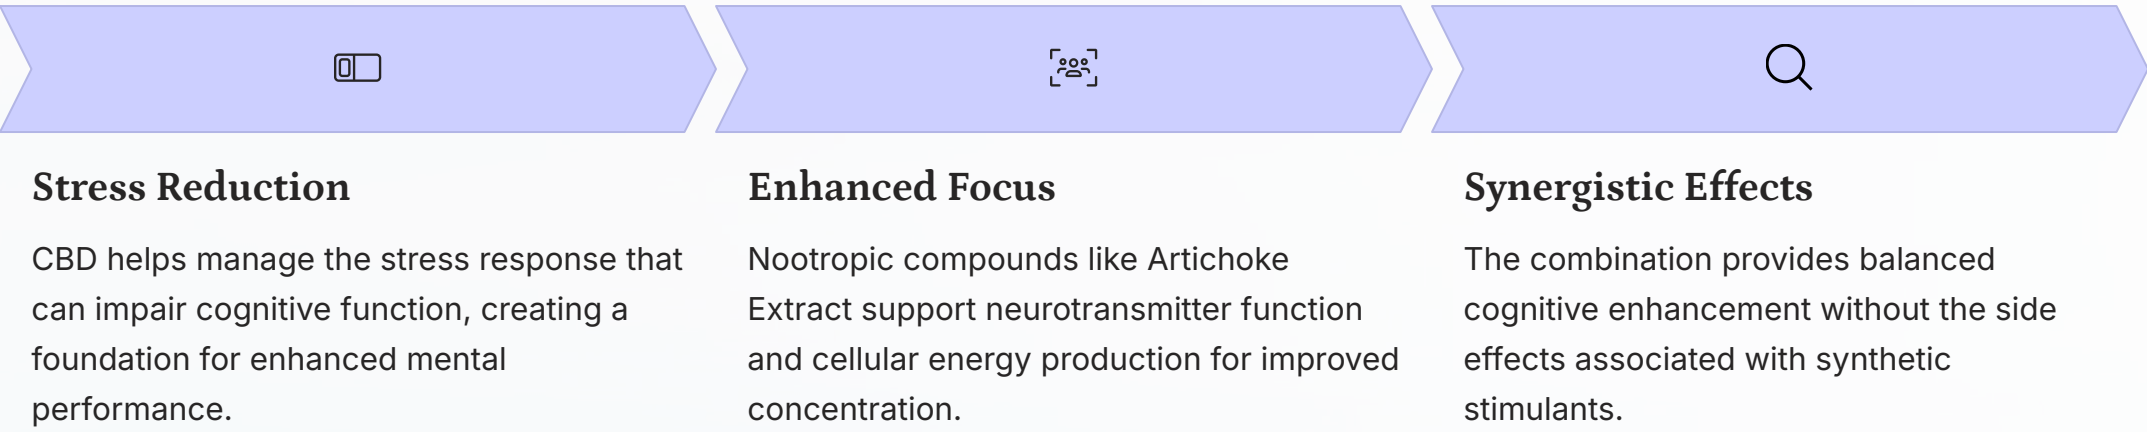 Stress Reduction
CBD helps manage the stress response that
can impair cognitive function, creating a
foundation for enhanced mental
performance.
Enhanced Focus
Nootropic compounds like Artichoke
Extract support neurotransmitter function
and cellular energy production for improved
concentration.
Synergistic Effects
The combination provides balanced
cognitive enhancement without the side
effects associated with synthetic
stimulants.